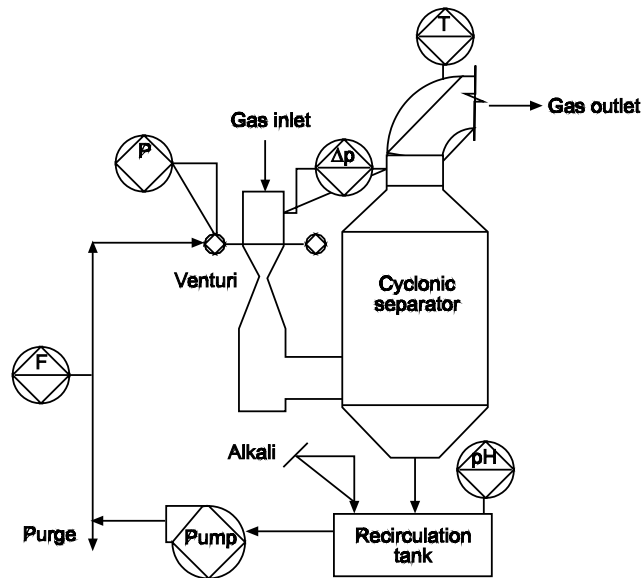 T
Gas outlet
Gas inlet
P
Δp
Venturi
Cyclonic
separator
F
Alkali
pH
Purge
Pump
Recirculation
tank